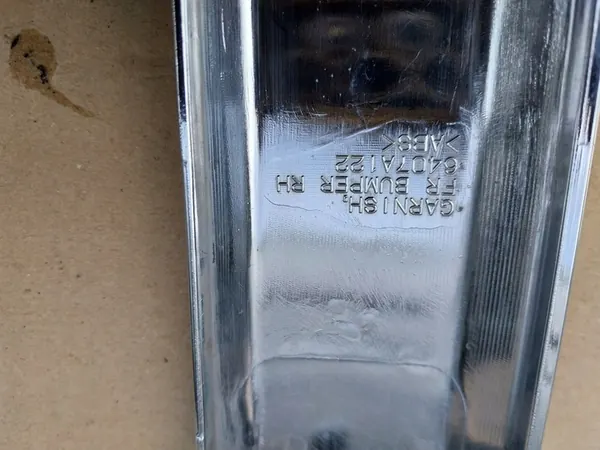 GARNISH,
FR BUMPER RH
6407A122
>ABS<